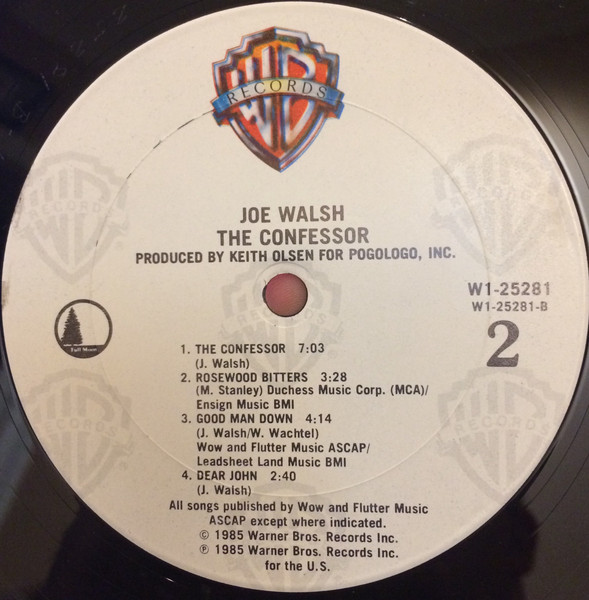 WB
RECORDS
JOE WALSH
THE CONFESSOR
PRODUCED BY KEITH OLSEN FOR POGOLOGO, INC.
W1-25281
W1-25281-B
2
Full Moon
1. THE CONFESSOR 7:03
(J. Walsh)
2. ROSEWOOD BITTERS 3:28
(M. Stanley) Duchess Music Corp. (MCA)/
Ensign Music BMI
3. GOOD MAN DOWN 4:14
(J. Walsh/W. Wachtel)
Wow and Flutter Music ASCAP/
Leadsheet Land Music BMI
4. DEAR JOHN 2:40
(J. Walsh)
All songs published by Wow and Flutter Music
ASCAP except where indicated.
© 1985 Warner Bros. Records Inc.
℗ 1985 Warner Bros. Records Inc.
for the U.S.